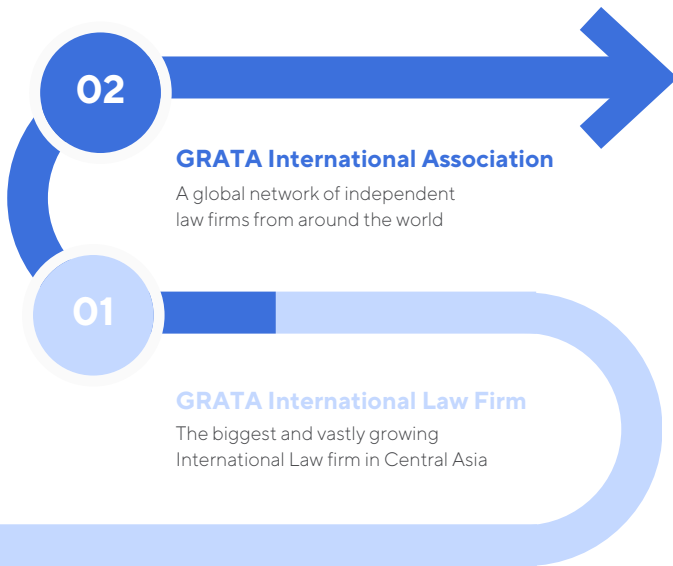 02
GRATA International Association
A global network of independent
law firms from around the world
01
GRATA International Law Firm
The biggest and vastly growing
International Law firm in Central Asia